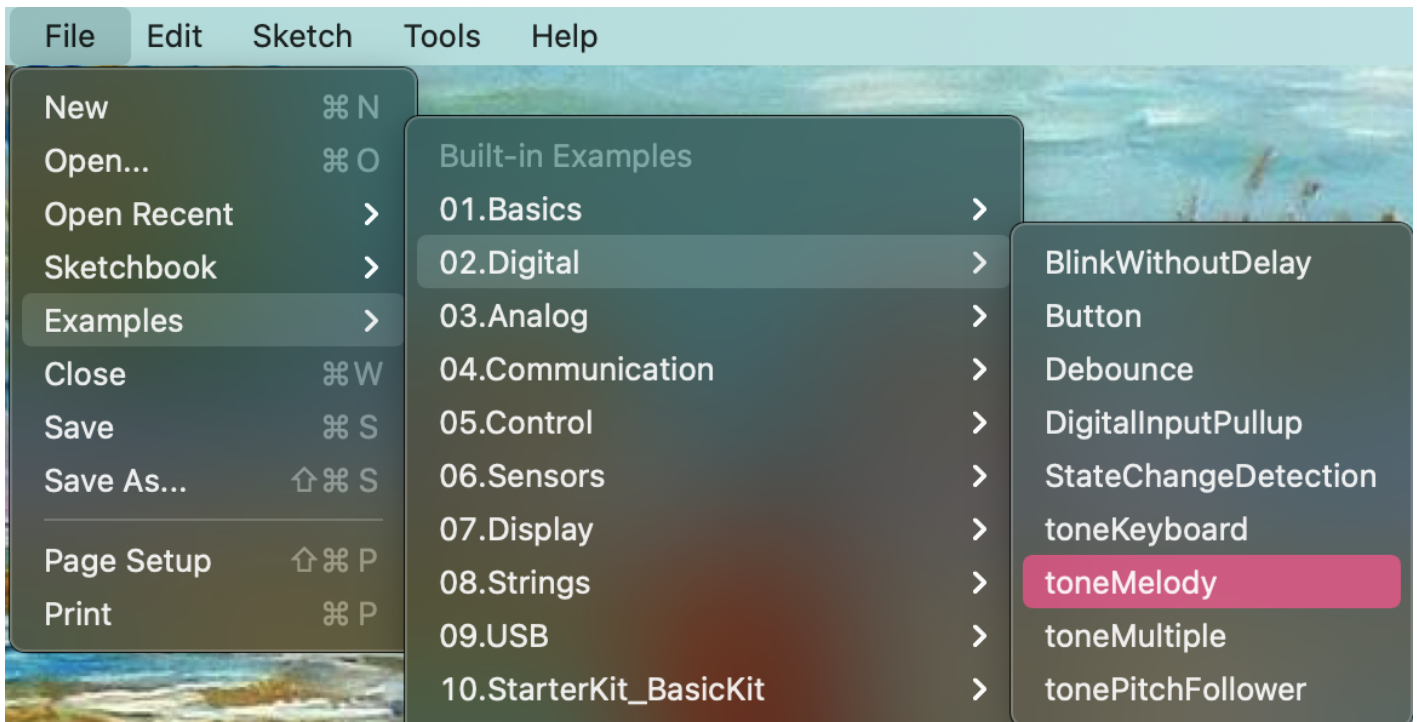 File Edit Sketch Tools Help
New ⌘ N
Open... ⌘ O
Open Recent
Sketchbook
Examples
Close ⌘ W
Save ⌘ S
Save As... ⇧ ⌘ S
Page Setup ⇧ ⌘ P
Print ⌘ P
Built-in Examples
01.Basics
02.Digital
03.Analog
04.Communication
05.Control
06.Sensors
07.Display
08.Strings
09.USB
10.StarterKit_BasicKit
BlinkWithoutDelay
Button
Debounce
DigitalInputPullup
StateChangeDetection
toneKeyboard
toneMelody
toneMultiple
tonePitchFollower